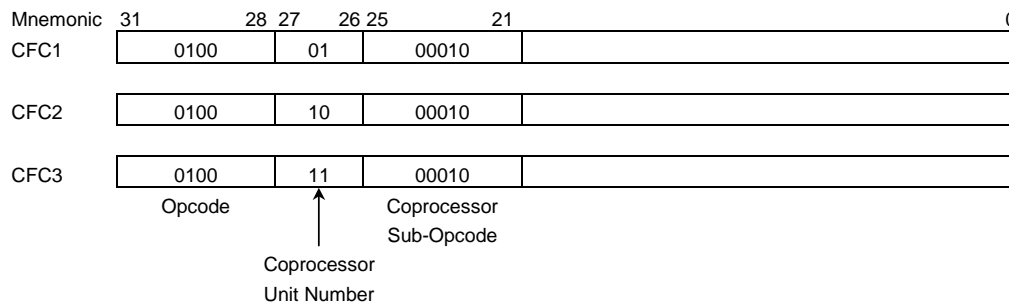 Mnemonic 31 28 27 26 25 21 0
CFC1 0100 01 00010
CFC2 0100 10 00010
CFC3 0100 11 00010
Opcode Coprocessor
Sub-Opcode
Coprocessor
Unit Number